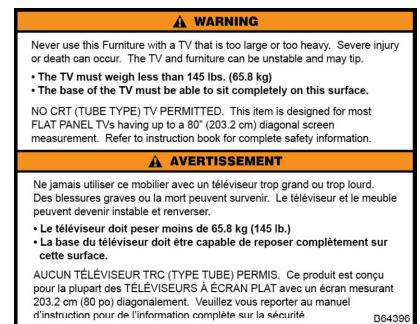 ⚠ WARNING
Never use this Furniture with a TV that is too large or too heavy. Severe injury
or death can occur. The TV and furniture can be unstable and may tip.
• The TV must weigh less than 145 lbs. (65.8 kg)
• The base of the TV must be able to sit completely on this surface.
NO CRT (TUBE TYPE) TV PERMITTED. This item is designed for most
FLAT PANEL TVs having up to a 80" (203.2 cm) diagonal screen
measurement. Refer to instruction book for complete safety information.
⚠ AVERTISSEMENT
Ne jamais utiliser ce mobilier avec un téléviseur trop grand ou trop lourd.
Des blessures graves ou la mort peuvent survenir. Le téléviseur et le meuble
peuvent devenir instable et renverser.
• Le téléviseur doit peser moins de 65.8 kg (145 lb.)
• La base du téléviseur doit être capable de reposer complètement sur
cette surface.
AUCUN TÉLÉVISEUR TRC (TYPE TUBE) PERMIS. Ce produit est conçu
pour la plupart des TÉLÉVISEURS À ÉCRAN PLAT avec un écran mesurant
203.2 cm (80 po) diagonalement. Veuillez vous reporter au manuel
d'instruction pour de l'information complète sur la sécurité
B64396